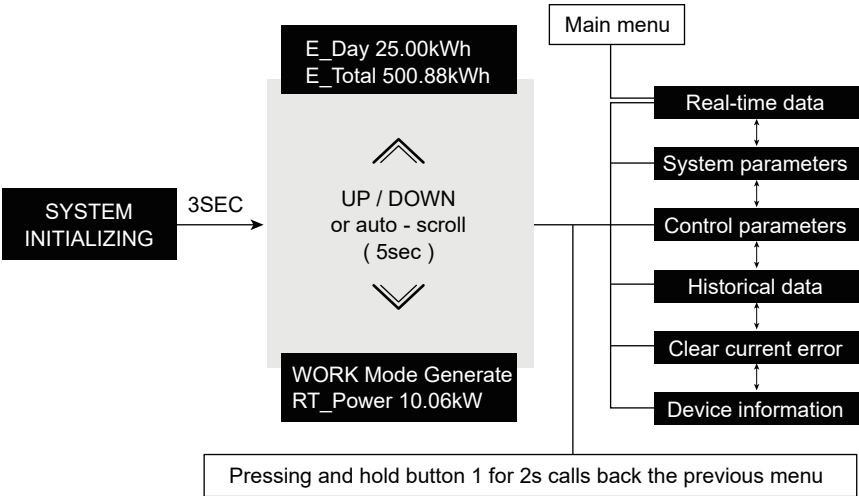 Main menu
E_Day 25.00kWh
E_Total 500.88kWh
Real-time data
System parameters
SYSTEM
INITIALIZING
3SEC
UP / DOWN
or auto - scroll
( 5sec )
Control parameters
Historical data
Clear current error
WORK Mode Generate
RT_Power 10.06kW
Device information
Pressing and hold button 1 for 2s calls back the previous menu